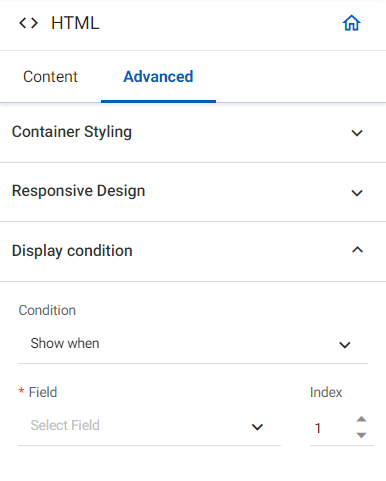 <> HTML
Content Advanced
Container Styling
Responsive Design
Display condition
Condition
Show when
* Field Index
Select Field 1